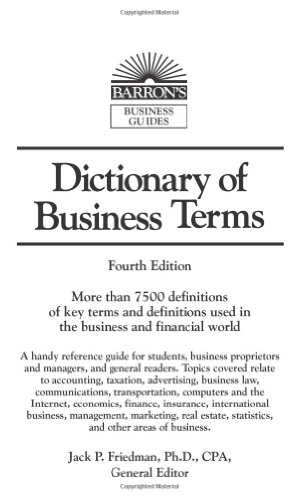 BARRON'S
BUSINESS
GUIDES
Dictionary of
Business Terms
Fourth Edition
More than 7500 definitions
of key terms and definitions used in
the business and financial world
A handy reference guide for students, business proprietors
and managers, and general readers. Topics covered relate
to accounting, taxation, advertising, business law,
communications, transportation, computers and the
Internet, economics, finance, insurance, international
business, management, marketing, real estate, statistics,
and other areas of business.
Jack P. Friedman, Ph.D., CPA,
General Editor